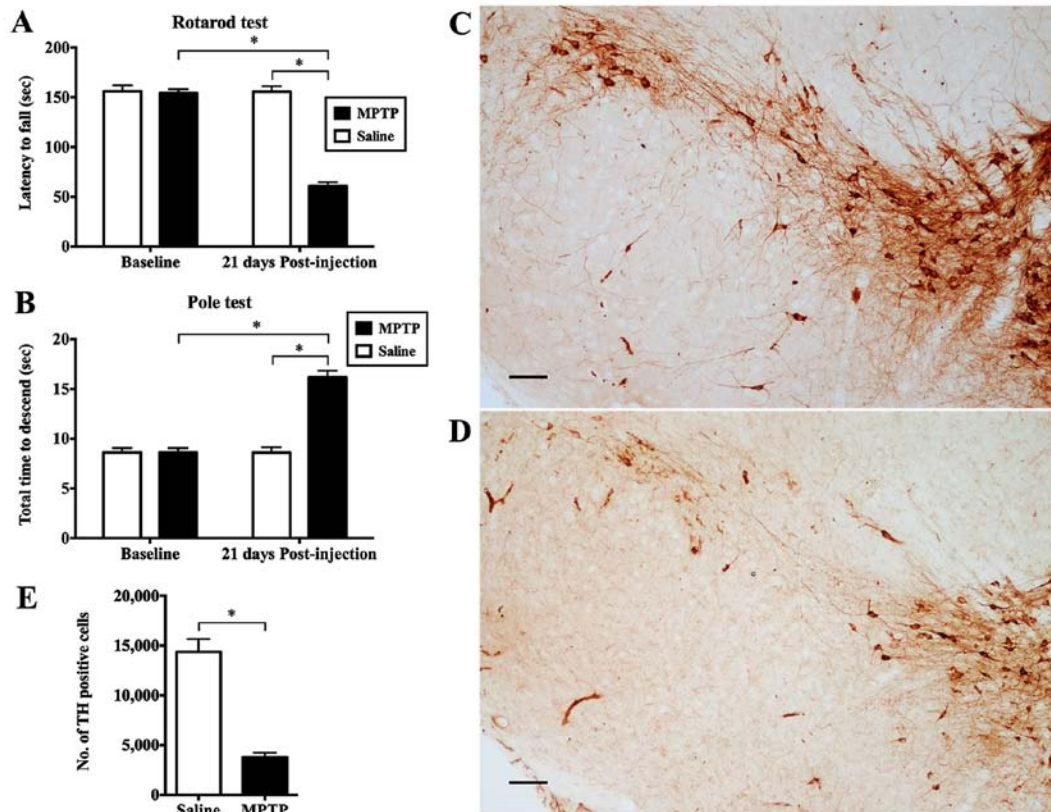 A
Rotarod test
200
150
100
50
0
Latency to fall (sec)
*
*
MPTP
Saline
Baseline
21 days Post-injection
B
Pole test
20
15
10
5
0
Total time to descend (sec)
*
*
MPTP
Saline
Baseline
21 days Post-injection
E
20,000
15,000
10,000
5,000
0
No. of TH positive cells
*
Saline
MPTP
C
D